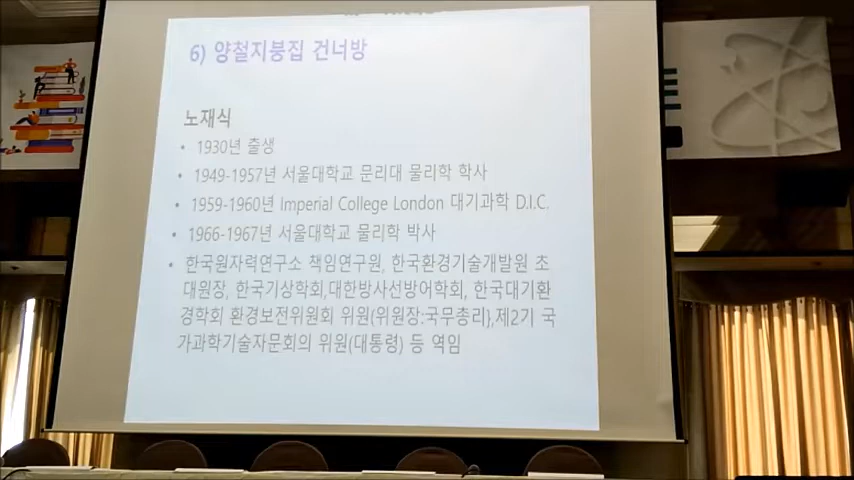 6) 양철지붕집 건너방
노재식
• 1930년 출생
• 1949-1957년 서울대학교 문리대 물리학 학사
• 1959-1960년 Imperial College London 대기과학 D.I.C.
• 1966-1967년 서울대학교 물리학 박사
• 한국원자력연구소 책임연구원, 한국환경기술개발원 초
대원장, 한국기상학회,대한방사선방어학회, 한국대기환
경학회 환경보전위원회 위원(위원장:국무총리),제2기 국
가과학기술자문회의 위원(대통령) 등 역임